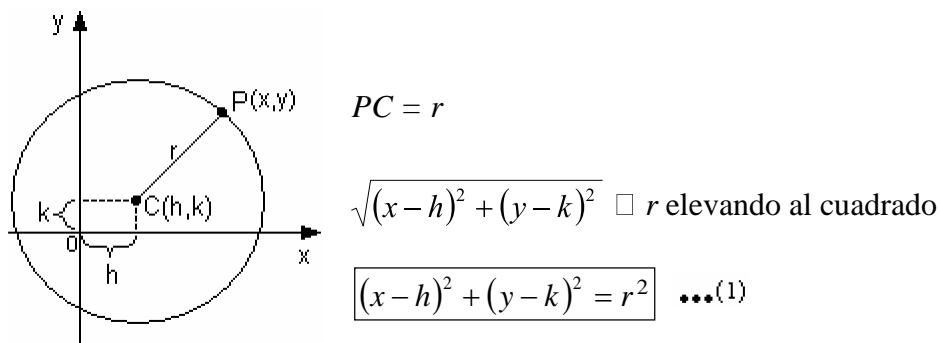 y
P(x,y)
r
C(h,k)
k
0
x
h
PC = r
√(x − h)² + (y − k)² □ r elevando al cuadrado
(x − h)² + (y − k)² = r² •••(1)